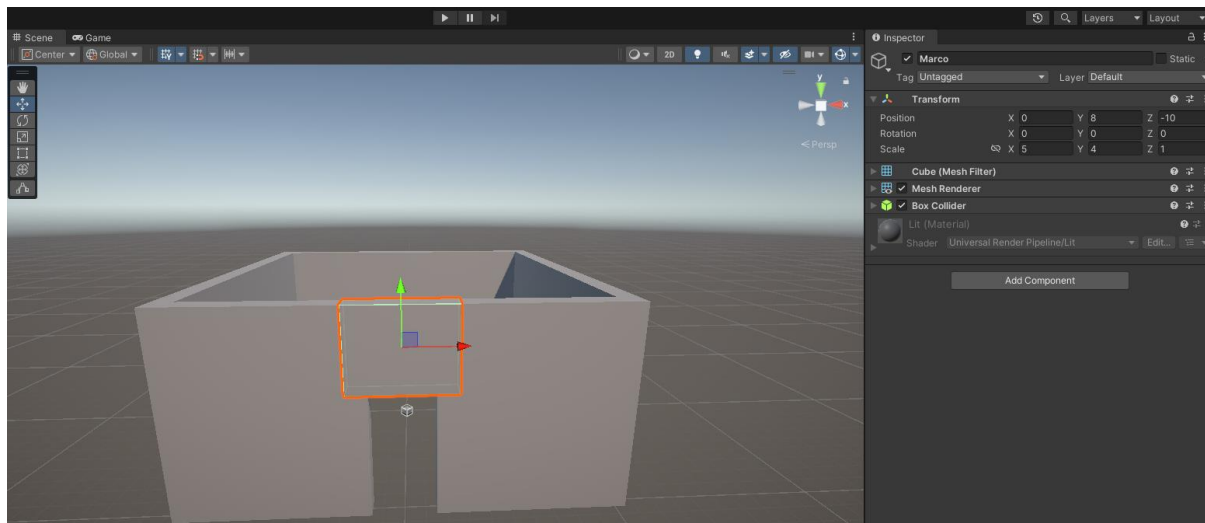 Layers Layout
Scene Game
Center Global 2D
y
x
Persp
Inspector
Marco Static
Tag Untagged Layer Default
Transform
Position X 0 Y 8 Z -10
Rotation X 0 Y 0 Z 0
Scale X 5 Y 4 Z 1
Cube (Mesh Filter)
Mesh Renderer
Box Collider
Lit (Material)
Shader Universal Render Pipeline/Lit Edit...
Add Component